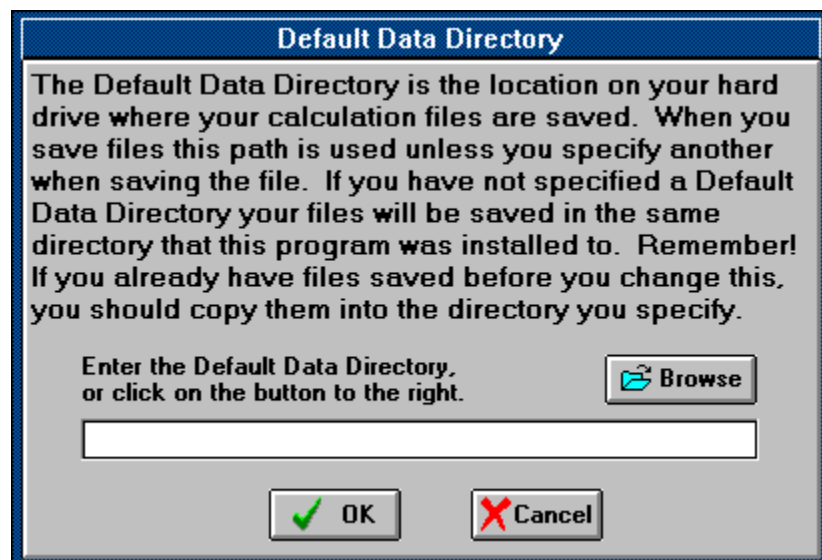 Default Data Directory
The Default Data Directory is the location on your hard
drive where your calculation files are saved.  When you
save files this path is used unless you specify another
when saving the file.  If you have not specified a Default
Data Directory your files will be saved in the same
directory that this program was installed to.  Remember!
If you already have files saved before you change this,
you should copy them into the directory you specify.
Enter the Default Data Directory,
or click on the button to the right.
Browse
OK
Cancel